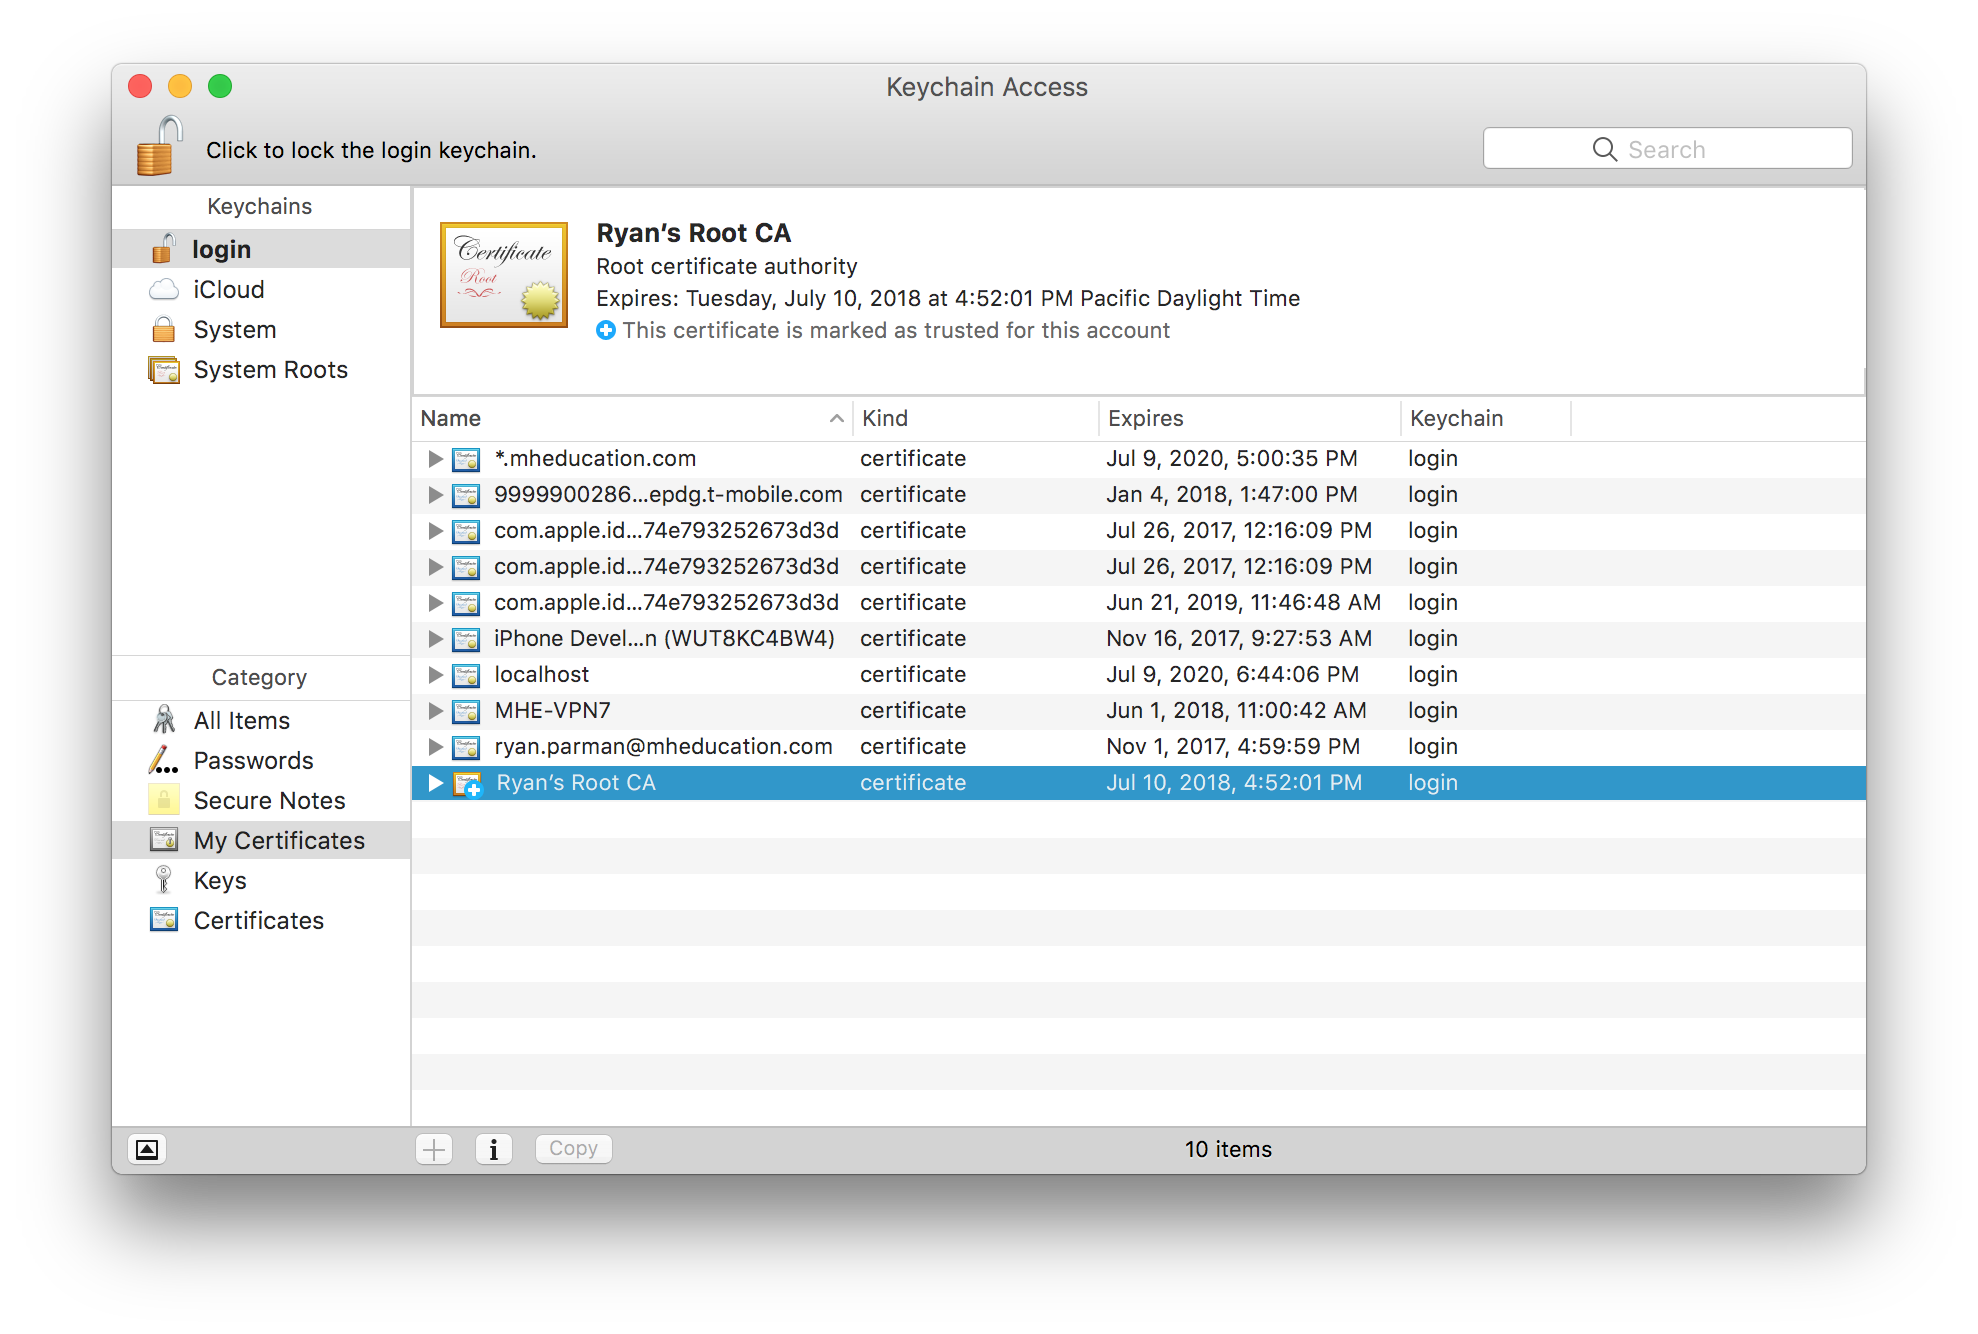 Keychain Access
Click to lock the login keychain.
Search
Keychains
login
iCloud
System
System Roots
Certificate
Root
Ryan’s Root CA
Root certificate authority
Expires: Tuesday, July 10, 2018 at 4:52:01 PM Pacific Daylight Time
This certificate is marked as trusted for this account
Name Kind Expires Keychain
*.mheducation.com certificate Jul 9, 2020, 5:00:35 PM login
9999900286...epdg.t-mobile.com certificate Jan 4, 2018, 1:47:00 PM login
com.apple.id...74e793252673d3d certificate Jul 26, 2017, 12:16:09 PM login
com.apple.id...74e793252673d3d certificate Jul 26, 2017, 12:16:09 PM login
com.apple.id...74e793252673d3d certificate Jun 21, 2019, 11:46:48 AM login
iPhone Devel...n (WUT8KC4BW4) certificate Nov 16, 2017, 9:27:53 AM login
localhost certificate Jul 9, 2020, 6:44:06 PM login
MHE-VPN7 certificate Jun 1, 2018, 11:00:42 AM login
ryan.parman@mheducation.com certificate Nov 1, 2017, 4:59:59 PM login
Ryan’s Root CA certificate Jul 10, 2018, 4:52:01 PM login
Category
All Items
Passwords
Secure Notes
My Certificates
Keys
Certificates
Copy
10 items